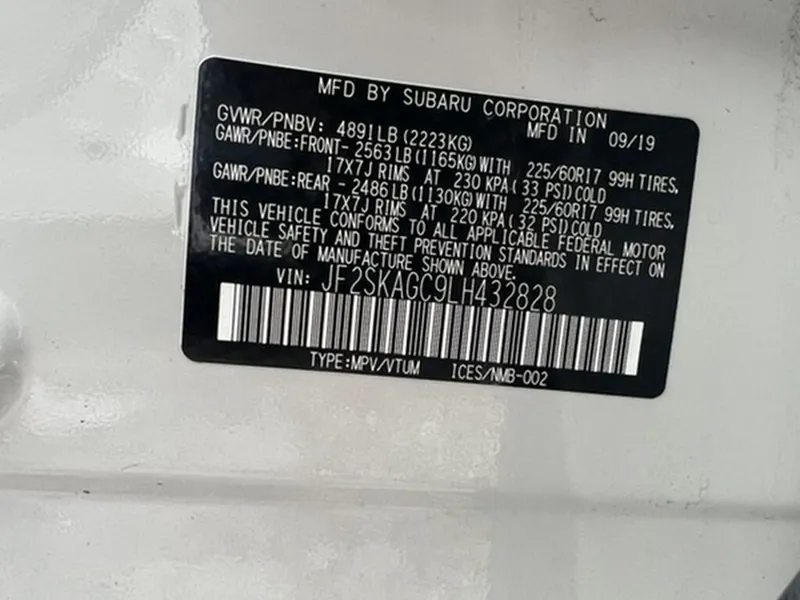 MFD BY SUBARU CORPORATION
GVWR/PNBV: 4891LB(2223KG) MFD IN 09/19
GAWR/PNBE:FRONT- 2563LB(1165KG)WITH 225/60R17 99H TIRES,
17X7J RIMS AT 230 KPA( 33 PSI)COLD
GAWR/PNBE:REAR - 2486LB(1130KG)WITH 225/60R17 99H TIRES,
17X7J RIMS AT 220 KPA(32 PSI)COLD
THIS VEHICLE CONFORMS TO ALL APPLICABLE FEDERAL MOTOR
VEHICLE SAFETY AND THEFT PREVENTION STANDARDS IN EFFECT ON
THE DATE OF MANUFACTURE SHOWN ABOVE.
VIN: JF2SKAGC9LH432828
TYPE:MPV/VTUM ICES/NMB-002